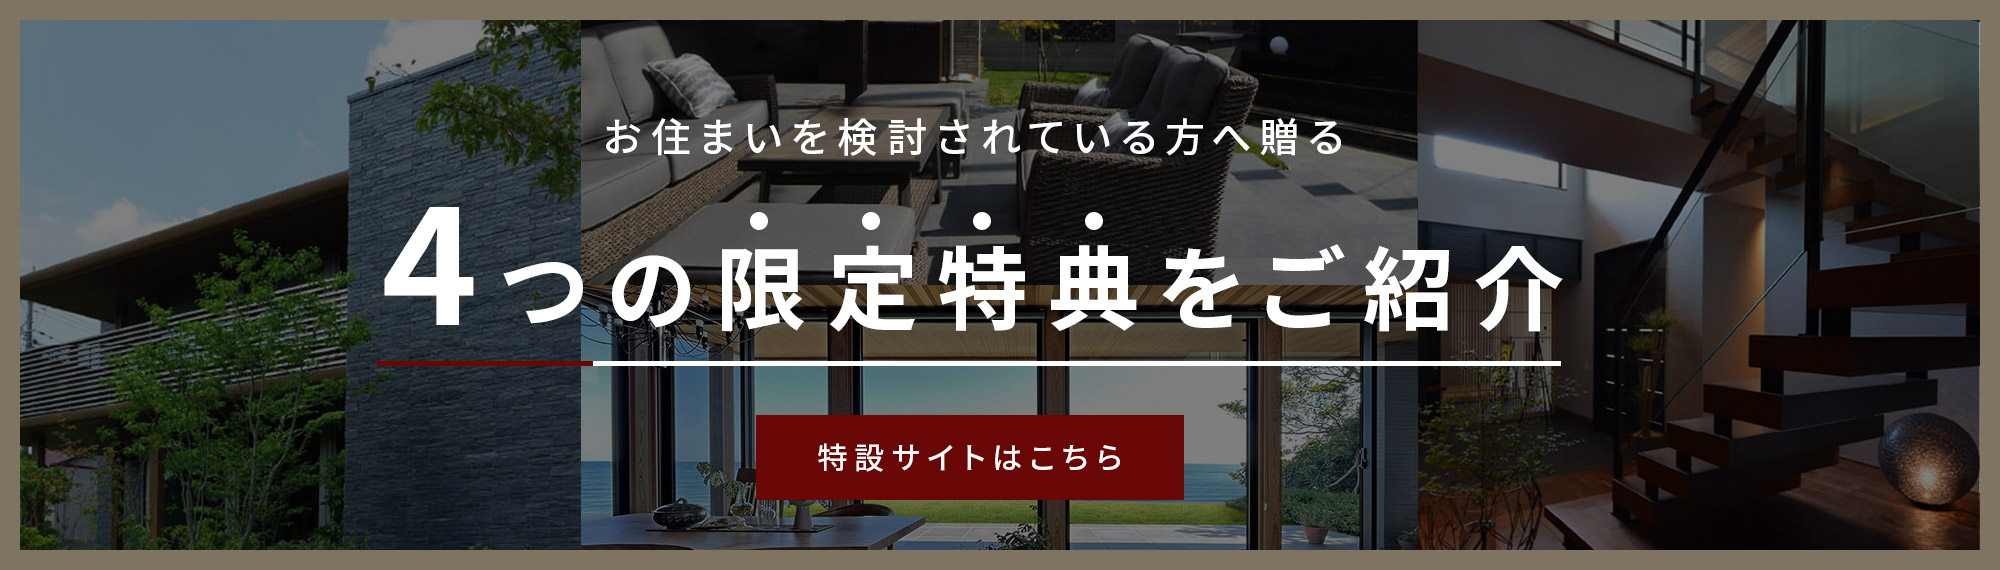 お住まいを検討されている方へ贈る
4つの限定特典をご紹介
特設サイトはこちら